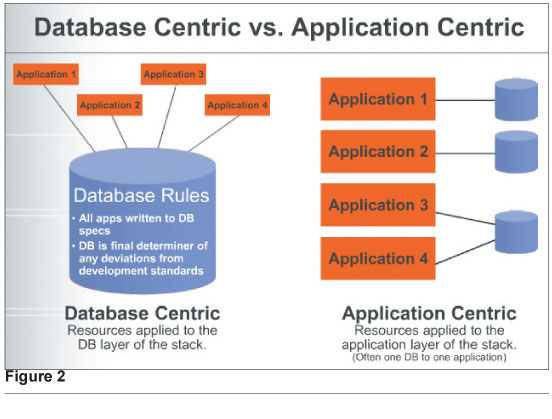 Database Centric vs. Application Centric
Application 1
Application 3
Application 2
Application 4
Database Rules
• All apps written to DB
specs
• DB is final determiner of
any deviations from
development standards
Database Centric
Resources applied to the
DB layer of the stack.
Application 1
Application 2
Application 3
Application 4
Application Centric
Resources applied to the
application layer of the stack.
(Often one DB to one application)
Figure 2